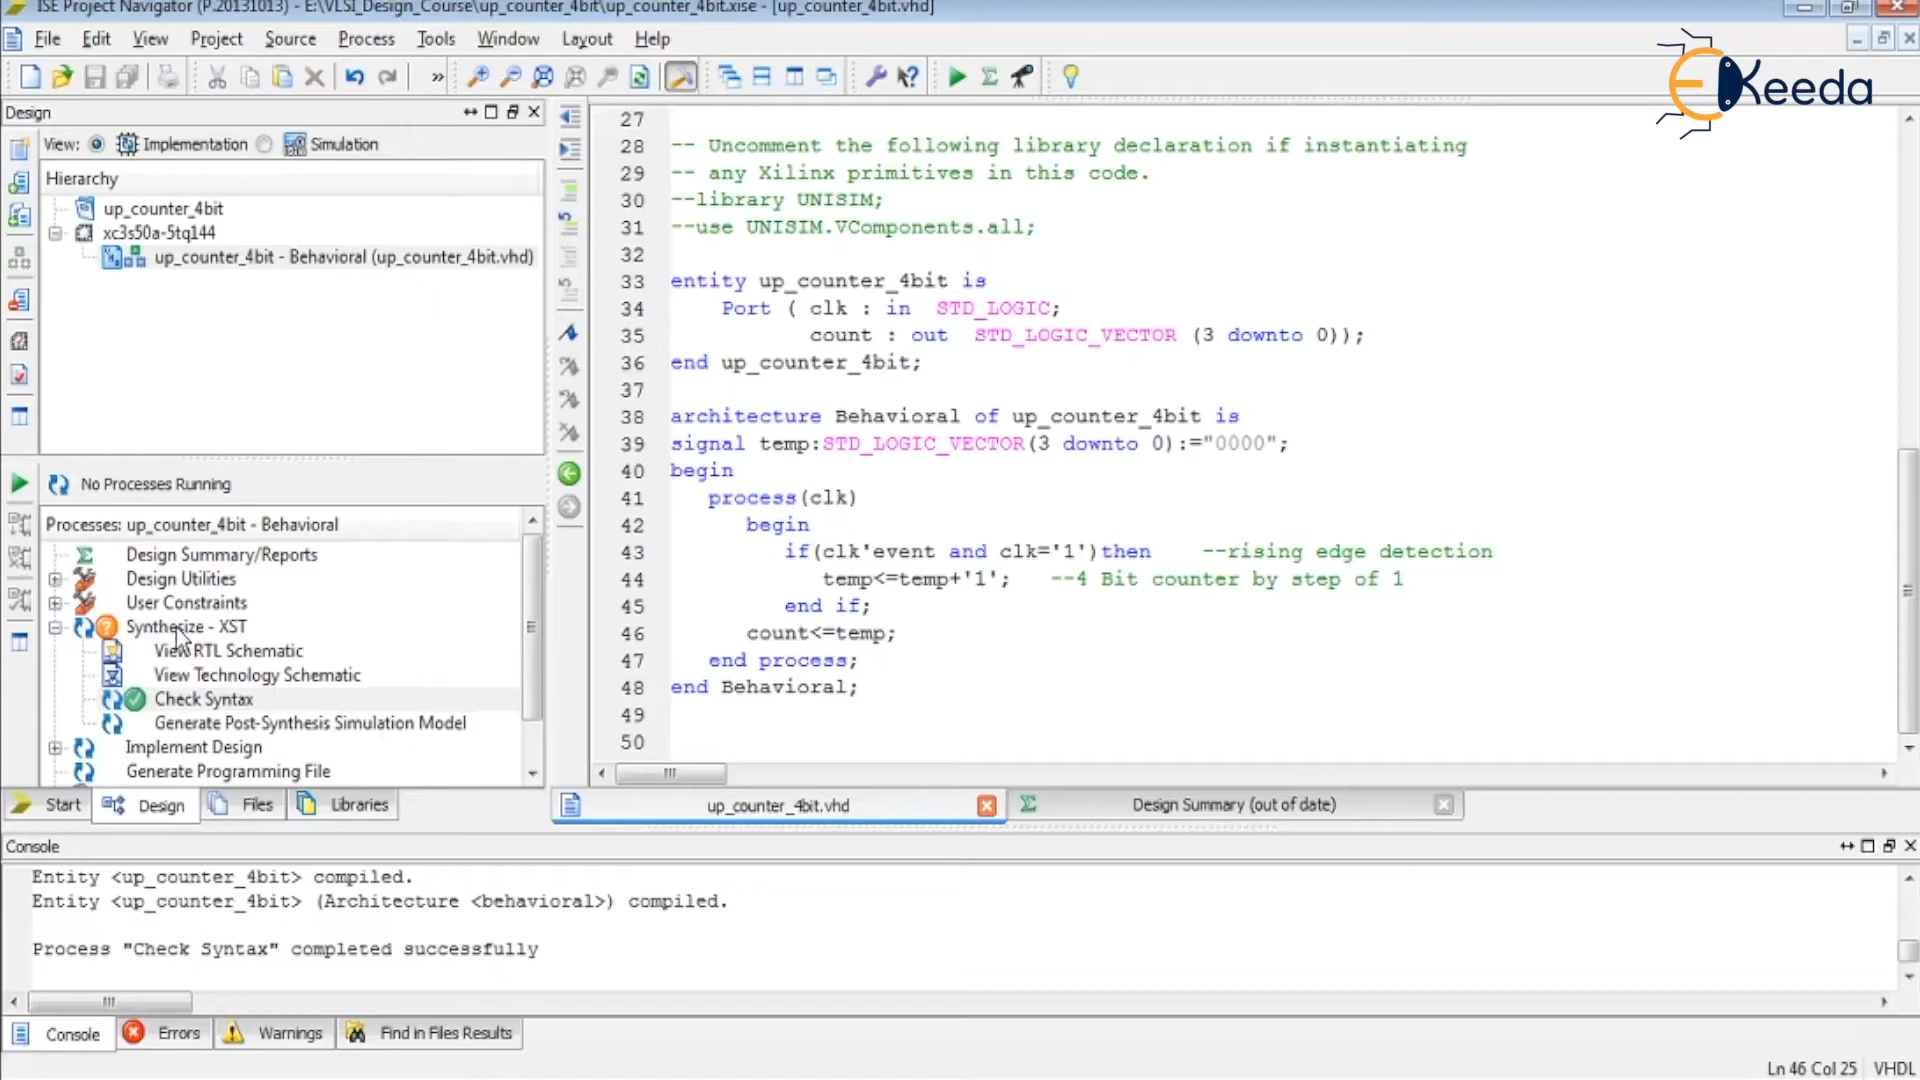 ISE Project Navigator (P.20131013) - E:\VLSI_Design_Course\up_counter_4bit\up_counter_4bit.xise - [up_counter_4bit.vhd]
File Edit View Project Source Process Tools Window Layout Help
EKeeda
Design
View: Implementation Simulation
Hierarchy
up_counter_4bit
xc3s50a-5tq144
up_counter_4bit - Behavioral (up_counter_4bit.vhd)
No Processes Running
Processes: up_counter_4bit - Behavioral
Design Summary/Reports
Design Utilities
User Constraints
Synthesize - XST
View RTL Schematic
View Technology Schematic
Check Syntax
Generate Post-Synthesis Simulation Model
Implement Design
Generate Programming File
Start Design Files Libraries
27
28 -- Uncomment the following library declaration if instantiating
29 -- any Xilinx primitives in this code.
30 --library UNISIM;
31 --use UNISIM.VComponents.all;
32
33 entity up_counter_4bit is
34 Port ( clk : in STD_LOGIC;
35 count : out STD_LOGIC_VECTOR (3 downto 0));
36 end up_counter_4bit;
37
38 architecture Behavioral of up_counter_4bit is
39 signal temp:STD_LOGIC_VECTOR(3 downto 0):="0000";
40 begin
41 process(clk)
42 begin
43 if(clk'event and clk='1')then --rising edge detection
44 temp<=temp+'1'; --4 Bit counter by step of 1
45 end if;
46 count<=temp;
47 end process;
48 end Behavioral;
49
50
up_counter_4bit.vhd Design Summary (out of date)
Console
Entity <up_counter_4bit> compiled.
Entity <up_counter_4bit> (Architecture <behavioral>) compiled.
Process "Check Syntax" completed successfully
Console Errors Warnings Find in Files Results
Ln 46 Col 25 VHDL